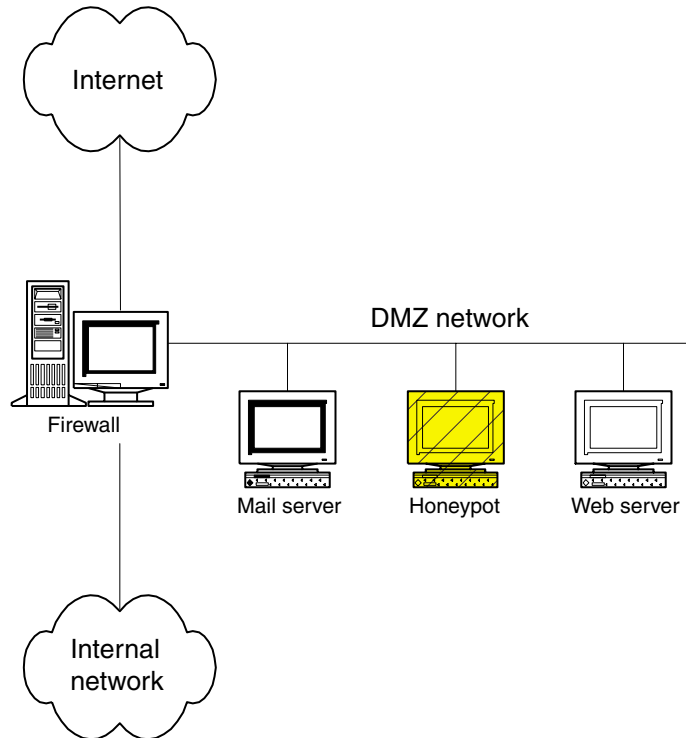 Internet
DMZ network
Firewall
Mail server
Honeypot
Web server
Internal
network